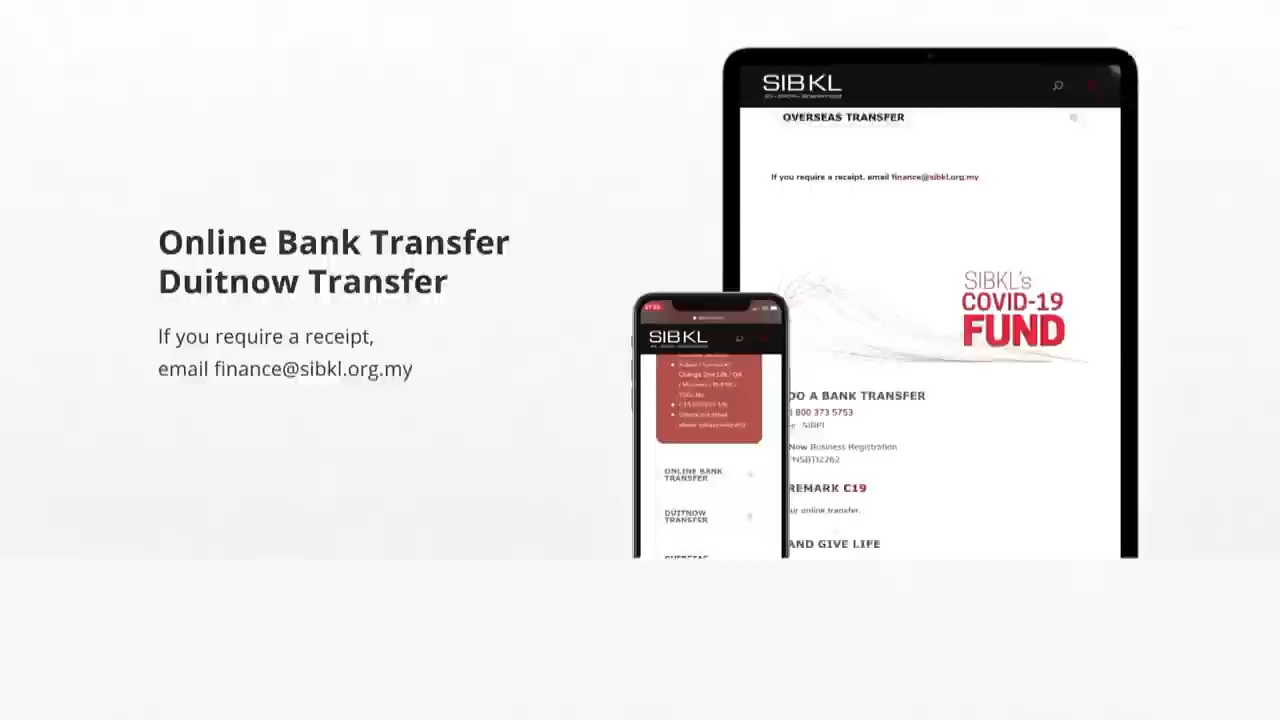 Online Bank Transfer
Duitnow Transfer
If you require a receipt,
email finance@sibkl.org.my
SIBKL
OVERSEAS TRANSFER
If you require a receipt, email finance@sibkl.org.my
SIBKL's
COVID-19
FUND
DO A BANK TRANSFER
800 373 5753
Now Business Registration
REMARK C19
ur online transfer.
AND GIVE LIFE
SIBKL
ONLINE BANK
TRANSFER
DUITNOW
TRANSFER